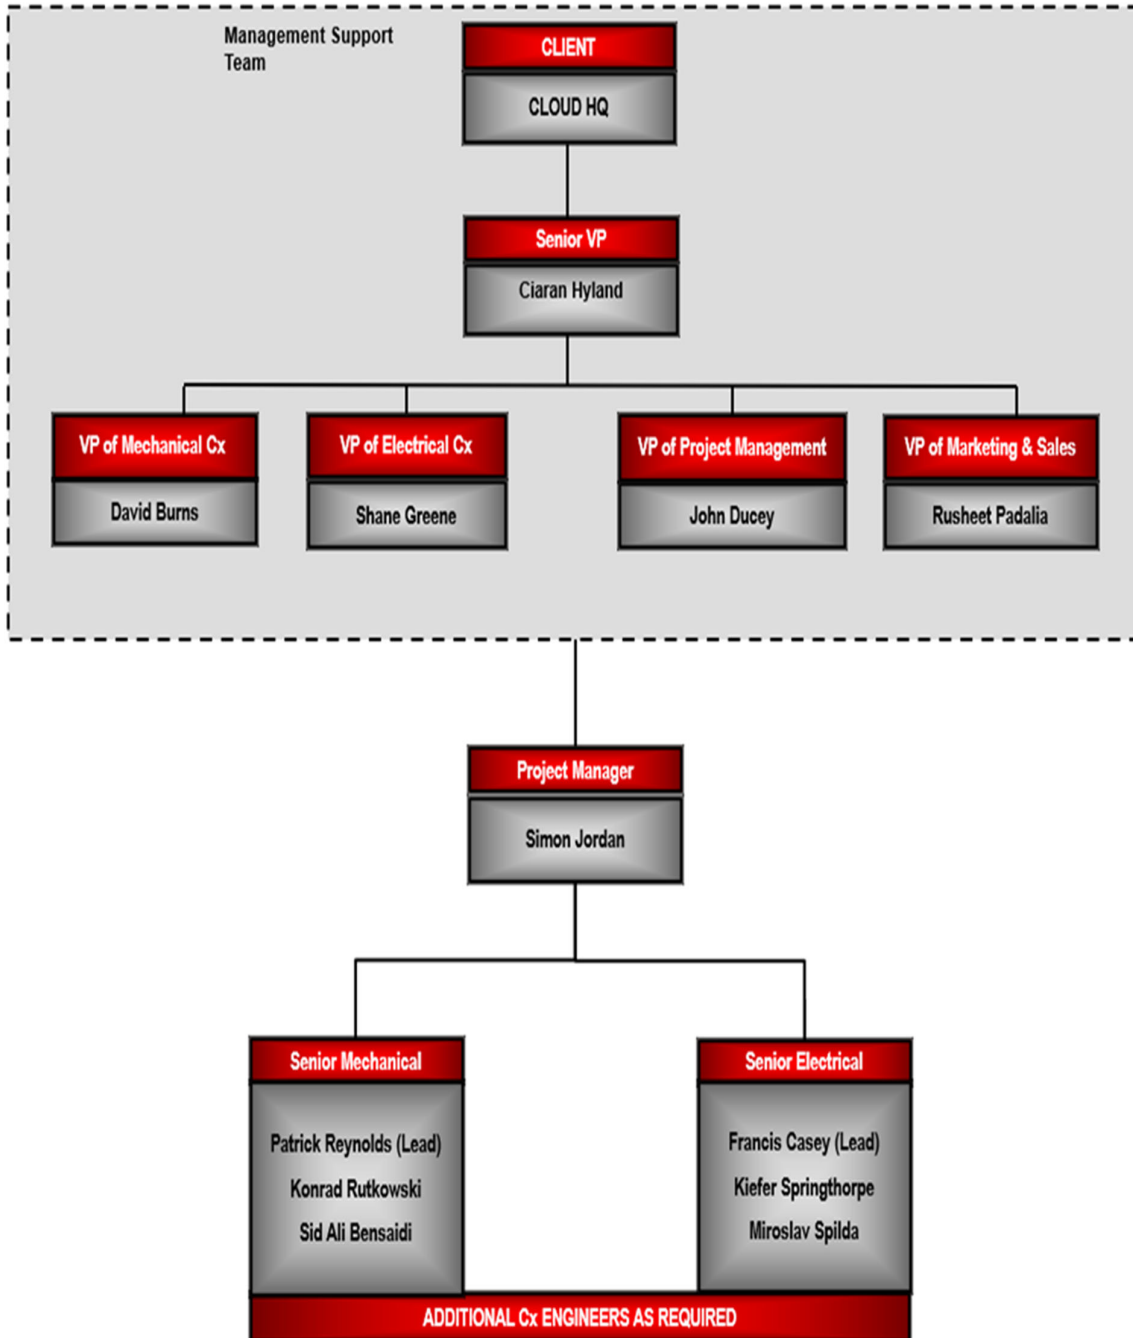 Management Support
Team
CLIENT
CLOUD HQ
Senior VP
Ciaran Hyland
VP of Mechanical Cx
David Burns
VP of Electrical Cx
Shane Greene
VP of Project Management
John Ducey
VP of Marketing & Sales
Rusheet Padalia
Project Manager
Simon Jordan
Senior Mechanical
Patrick Reynolds (Lead)
Konrad Rutkowski
Sid Ali Bensaidi
Senior Electrical
Francis Casey (Lead)
Kiefer Springthorpe
Miroslav Spilda
ADDITIONAL Cx ENGINEERS AS REQUIRED